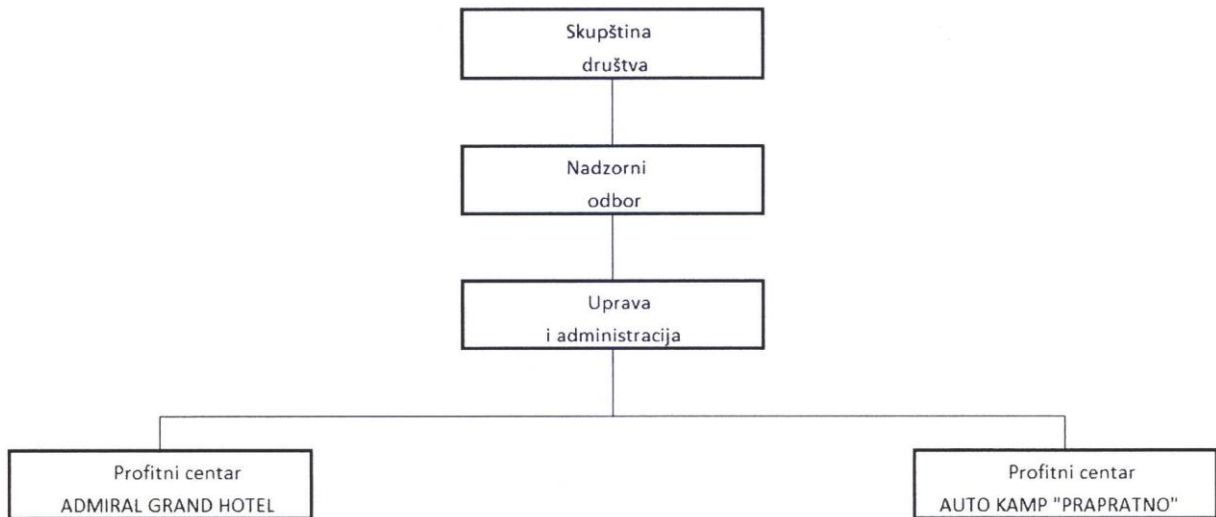 Skupština
društva
Nadzorni
odbor
Uprava
i administracija
Profitni centar
ADMIRAL GRAND HOTEL
Profitni centar
AUTO KAMP "PRAPRATNO"